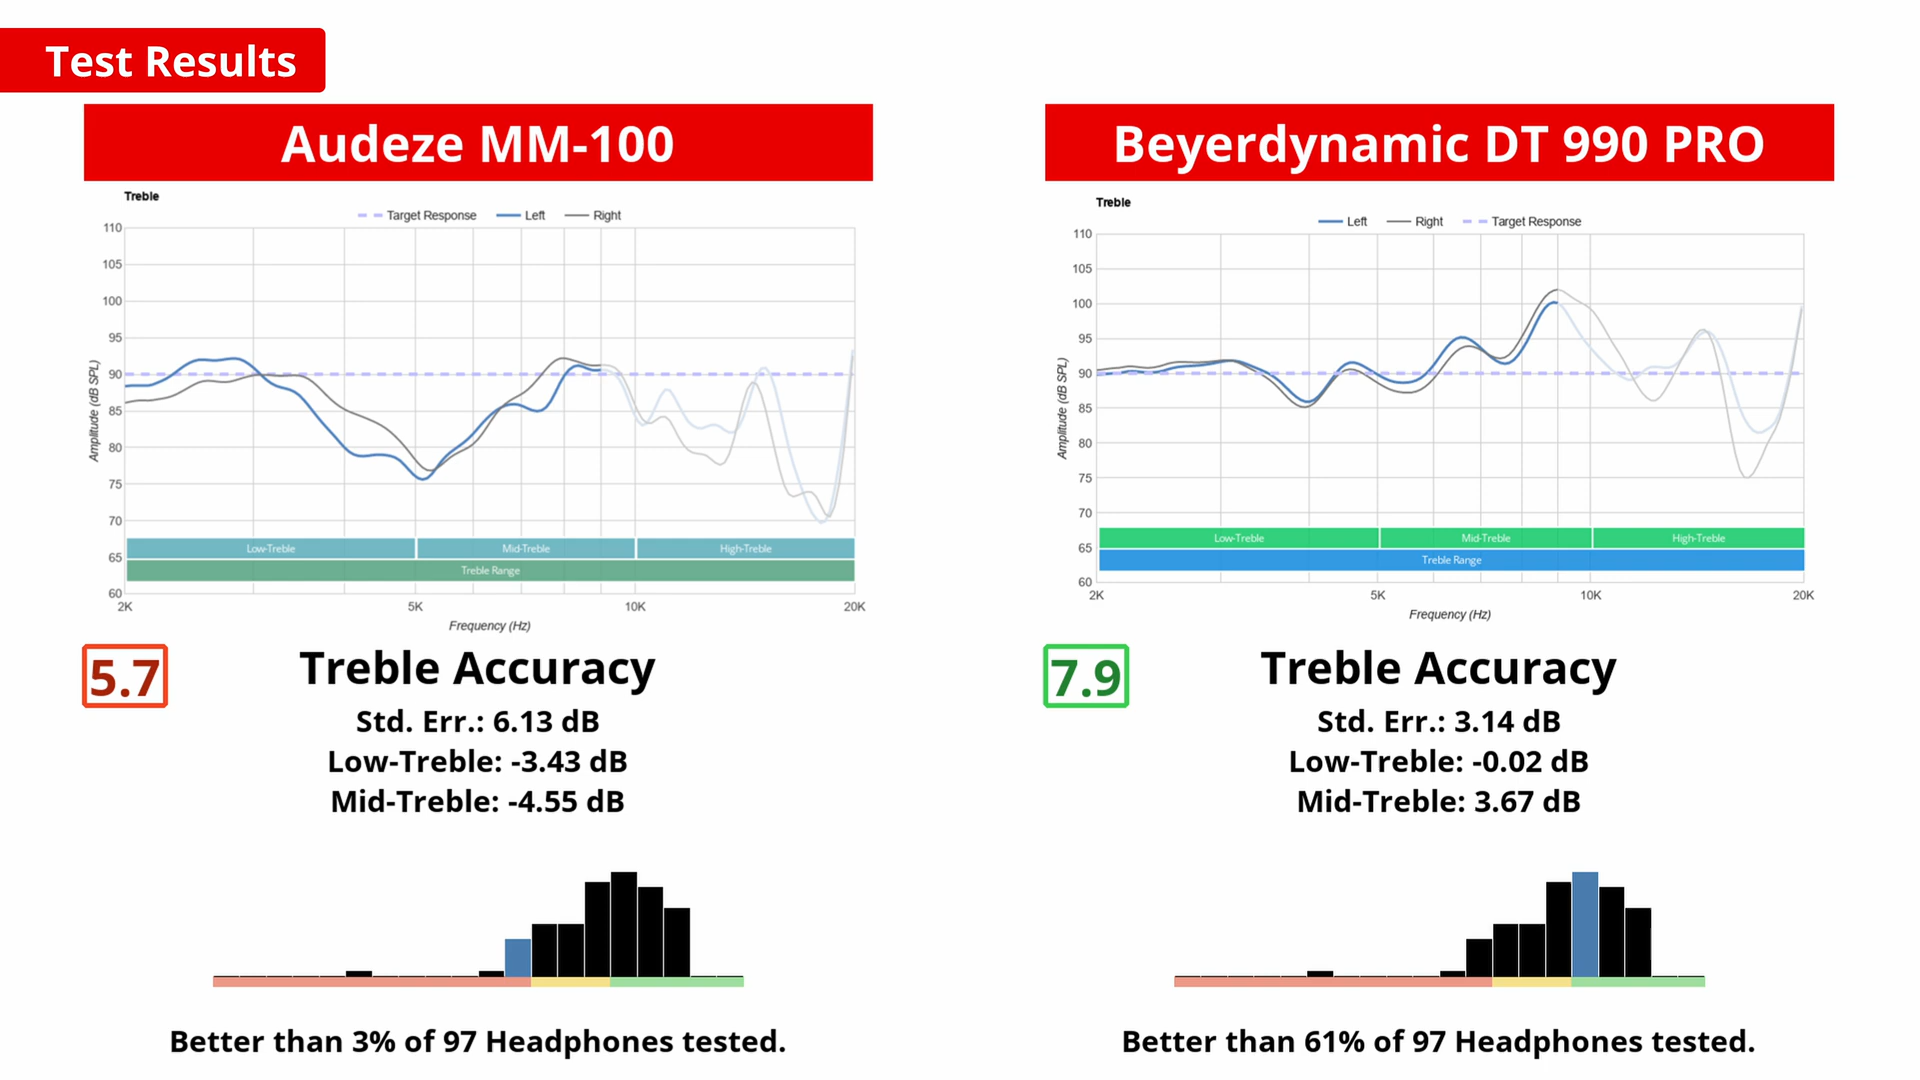 Test Results
Audeze MM-100
Treble
Target Response Left Right
110
105
100
95
90
85
80
75
70
65
60
Amplitude (dB SPL)
Low-Treble Mid-Treble High-Treble
Treble Range
2K 5K 10K 20K
Frequency (Hz)
5.7
Treble Accuracy
Std. Err.: 6.13 dB
Low-Treble: -3.43 dB
Mid-Treble: -4.55 dB
Better than 3% of 97 Headphones tested.
Beyerdynamic DT 990 PRO
Treble
Left Right Target Response
110
105
100
95
90
85
80
75
70
65
60
Amplitude (dB SPL)
Low-Treble Mid-Treble High-Treble
Treble Range
2K 5K 10K 20K
Frequency (Hz)
7.9
Treble Accuracy
Std. Err.: 3.14 dB
Low-Treble: -0.02 dB
Mid-Treble: 3.67 dB
Better than 61% of 97 Headphones tested.